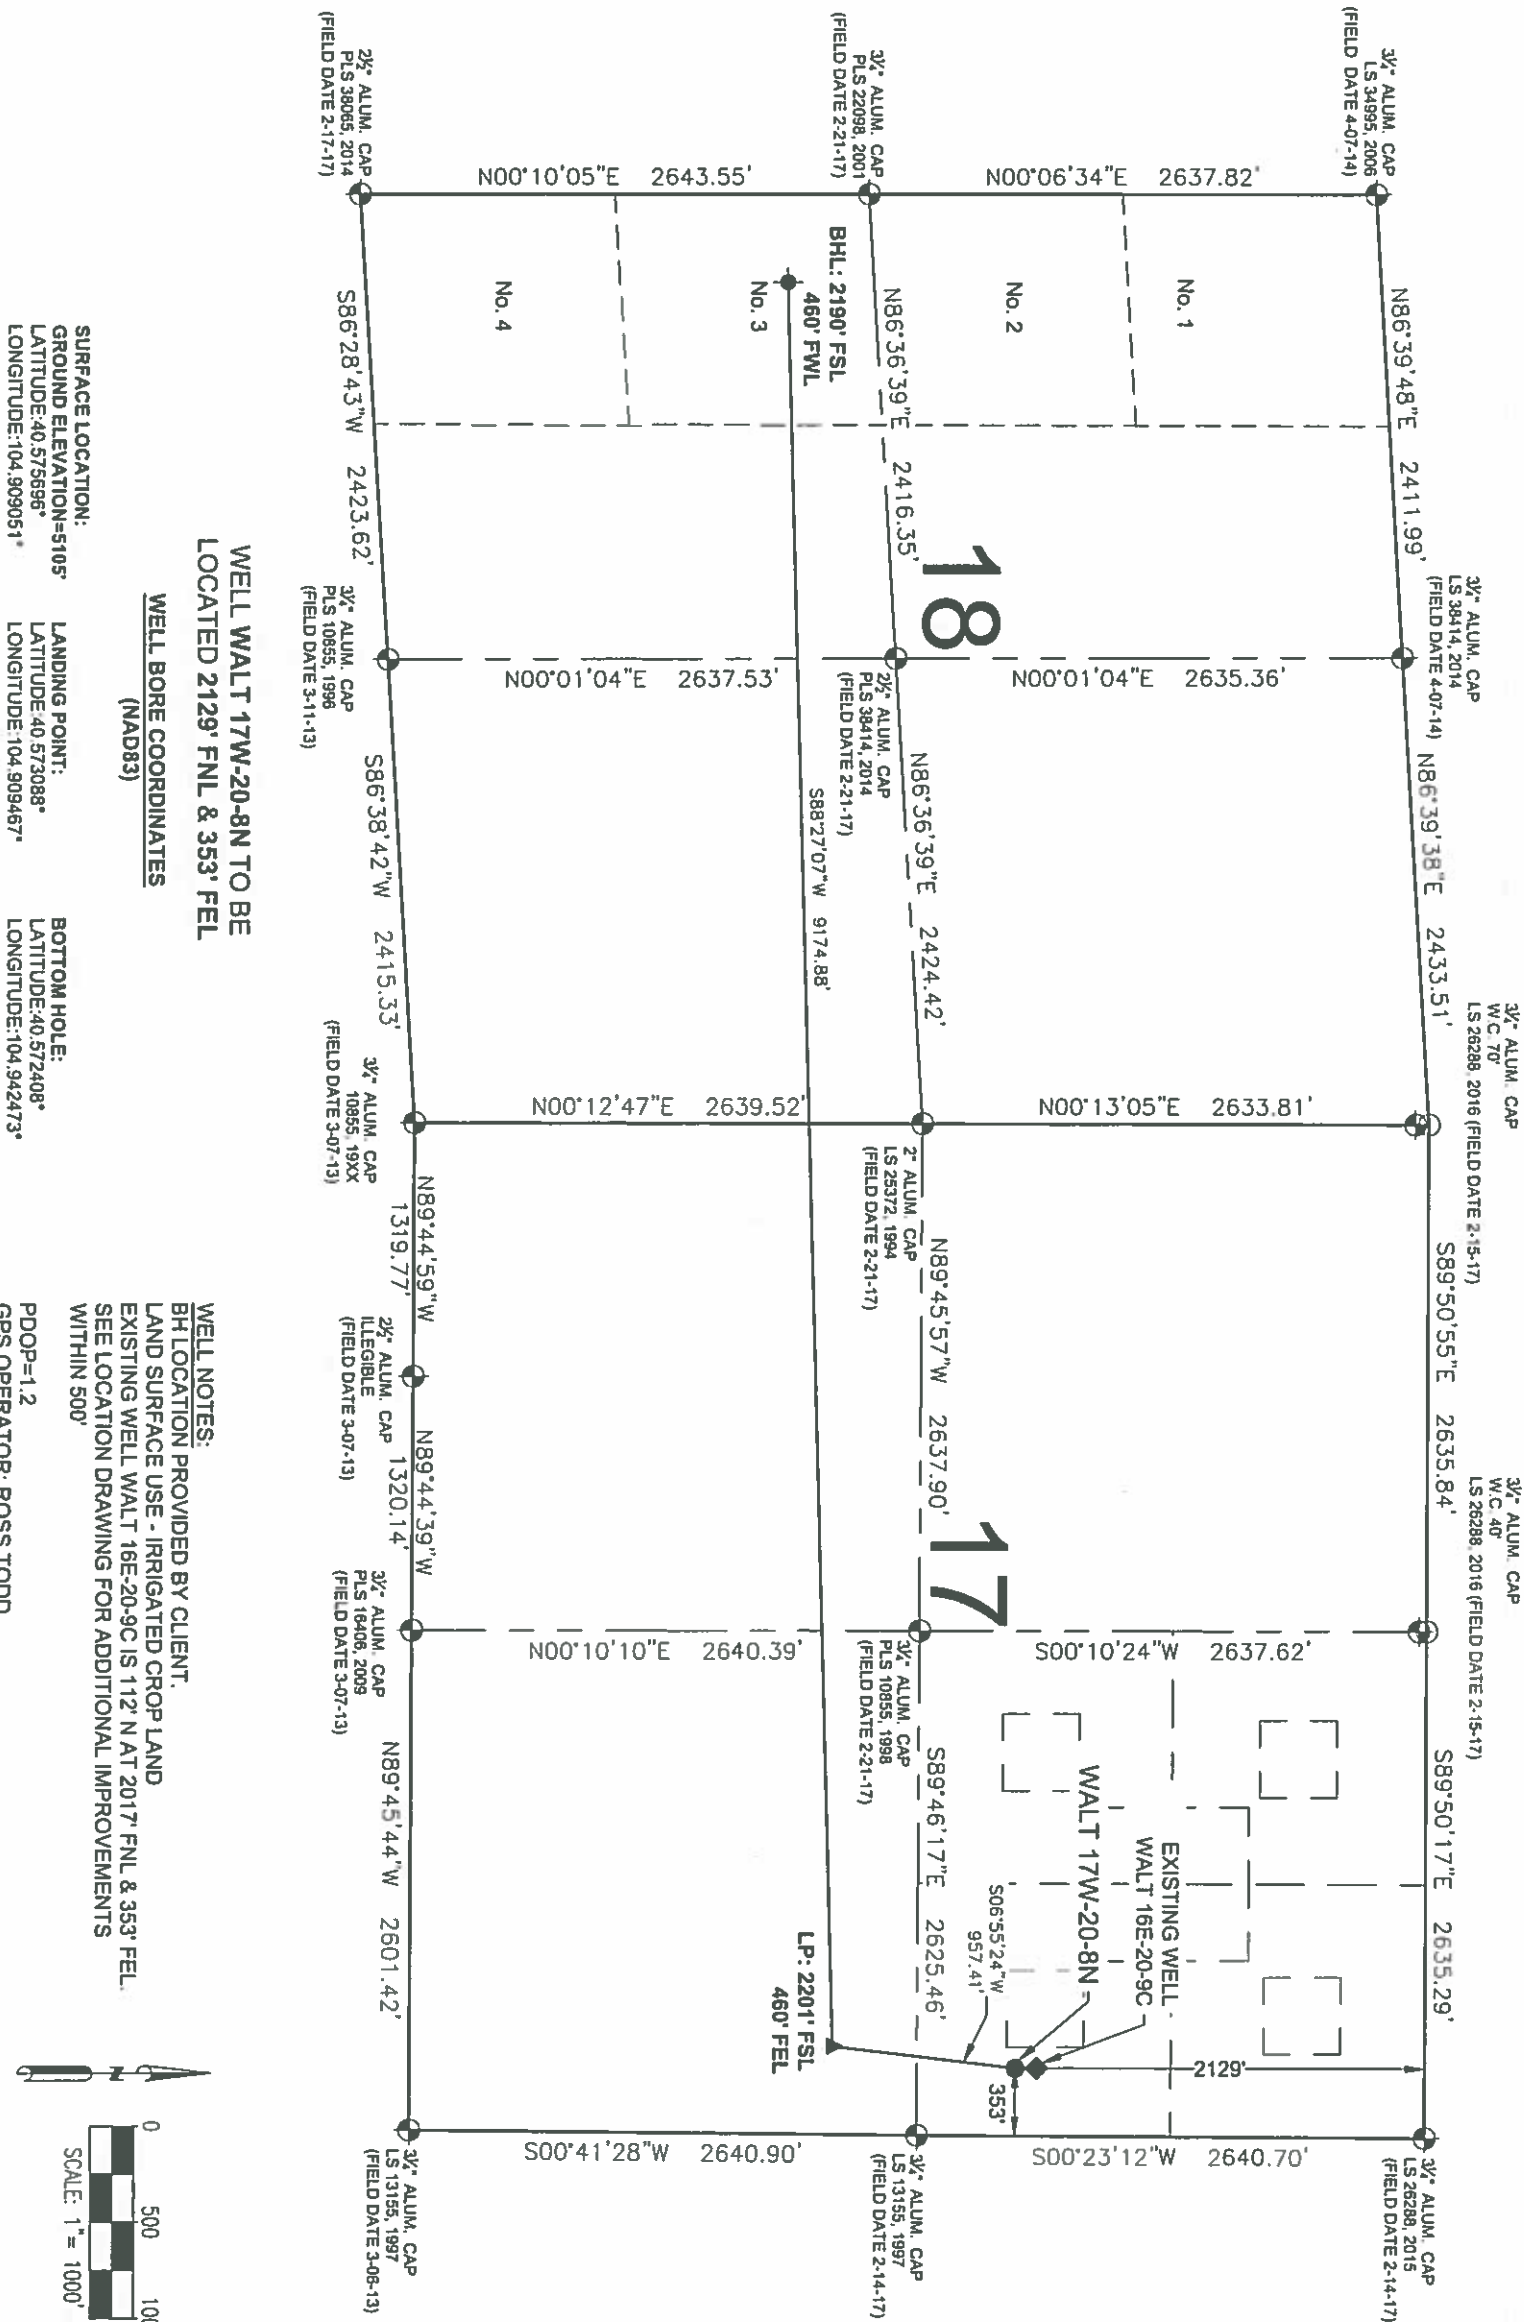 3¼" ALUM. CAP
LS 34995, 2006
(FIELD DATE 4-07-14)
N86°39'48"E 2411.99'
3¼" ALUM. CAP
LS 38414, 2014
(FIELD DATE 4-07-14)
N86°39'38"E 2433.51'
3¼" ALUM. CAP
W.C. 70'
LS 26288, 2016 (FIELD DATE 2-15-17)
S89°50'55"E 2635.84'
3¼" ALUM. CAP
W.C. 40'
LS 26288, 2016 (FIELD DATE 2-15-17)
S89°50'17"E 2635.29'
3¼" ALUM. CAP
LS 26288, 2015
(FIELD DATE 2-14-17)
N00°06'34"E 2637.82'
No. 1
No. 2
N00°01'04"E 2635.36'
N00°13'05"E 2633.81'
S00°10'24"W 2637.62'
EXISTING WELL
WALT 16E-20-9C
WALT 17W-20-8N
2129'
353'
S00°23'12"W 2640.70'
S06°55'24"W
957.41'
18
17
3¼" ALUM. CAP
PLS 22098, 2001
(FIELD DATE 2-21-17)
N86°36'39"E 2416.35'
2½" ALUM. CAP
PLS 38414, 2014
(FIELD DATE 2-21-17)
N86°36'39"E 2424.42'
2" ALUM. CAP
LS 25372, 1994
(FIELD DATE 2-21-17)
N89°45'57"W 2637.90'
3¼" ALUM. CAP
PLS 10855, 1998
(FIELD DATE 2-21-17)
S89°46'17"E 2625.46'
3¼" ALUM. CAP
LS 13155, 1997
(FIELD DATE 2-14-17)
BHL: 2190' FSL
460' FWL
S88°27'07"W 9174.88'
LP: 2201' FSL
460' FEL
No. 3
No. 4
N00°10'05"E 2643.55'
N00°01'04"E 2637.53'
N00°12'47"E 2639.52'
N00°10'10"E 2640.39'
S00°41'28"W 2640.90'
2½" ALUM. CAP
PLS 38065, 2014
(FIELD DATE 2-17-17)
S86°28'43"W 2423.62'
3¼" ALUM. CAP
PLS 10855, 1996
(FIELD DATE 3-11-13)
S86°38'42"W 2415.33'
3¼" ALUM. CAP
10855, 19XX
(FIELD DATE 3-07-13)
N89°44'59"W
1319.77'
2½" ALUM. CAP
ILLEGIBLE
(FIELD DATE 3-07-13)
N89°44'39"W
1320.14'
3¼" ALUM. CAP
PLS 16406, 2009
(FIELD DATE 3-07-13)
N89°45'44"W 2601.42'
3¼" ALUM. CAP
LS 13155, 1997
(FIELD DATE 3-06-13)
WELL WALT 17W-20-8N TO BE
LOCATED 2129' FNL & 353' FEL
WELL BORE COORDINATES
(NAD83)
SURFACE LOCATION:
GROUND ELEVATION=5105'
LATITUDE:40.575696°
LONGITUDE:104.909051°
LANDING POINT:
LATITUDE:40.573088°
LONGITUDE:104.909467°
BOTTOM HOLE:
LATITUDE:40.572408°
LONGITUDE:104.942473°
WELL NOTES:
BH LOCATION PROVIDED BY CLIENT.
LAND SURFACE USE - IRRIGATED CROP LAND
EXISTING WELL WALT 16E-20-9C IS 112' N AT 2017' FNL & 353' FEL.
SEE LOCATION DRAWING FOR ADDITIONAL IMPROVEMENTS
WITHIN 500'
PDOP=1.2
GPS OPERATOR: ROSS TODD
N
0 500
SCALE: 1"= 1000'